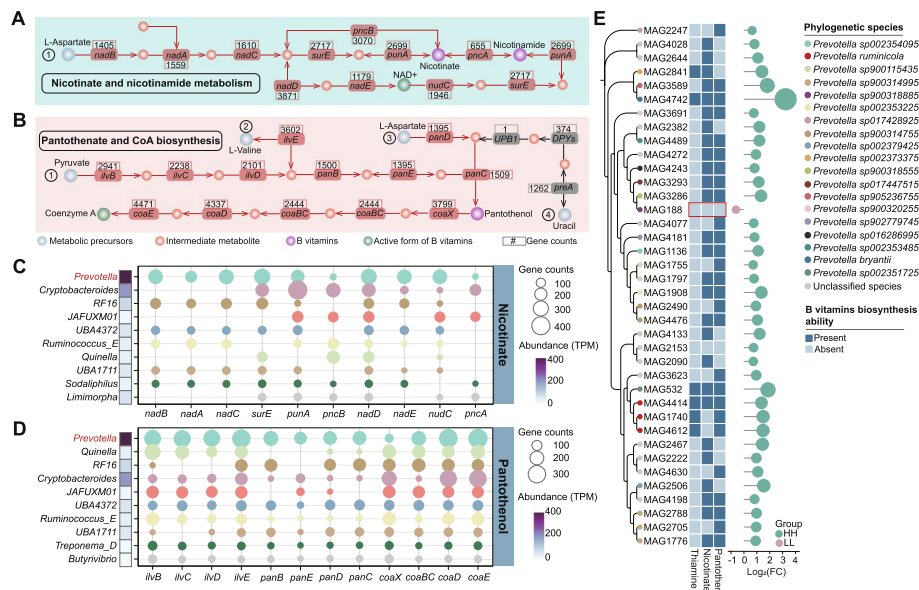 A
L-Aspartate
1
1405
nadB
nadA
1559
1610
nadC
pncB
3070
2717
surE
2699
punA
Nicotinate
655
pncA
Nicotinamide
2699
punA
Nicotinate and nicotinamide metabolism
nadD
3871
1179
nadE
NAD+
nudC
1946
2717
surE
B
Pantothenate and CoA biosynthesis
2
L-Valine
3602
ilvE
L-Aspartate
3
1395
panD
1
UPB1
374
DPYs
Pyruvate
1
2941
ilvB
2238
ilvC
2101
ilvD
1500
panB
1395
panE
panC
1509
1262
preA
Coenzyme A
4471
coaE
4337
coaD
2444
coaBC
2444
coaBC
3799
coaX
Pantothenol
4
Uracil
Metabolic precursors
Intermediate metabolite
B vitamins
Active form of B vitamins
# Gene counts
C
Prevotella
Cryptobacteroides
RF16
JAFUXM01
UBA4372
Ruminococcus_E
Quinella
UBA1711
Sodaliphilus
Limimorpha
nadB nadA nadC surE punA pncB nadD nadE nudC pncA
Nicotinate
Gene counts
100
200
300
400
Abundance (TPM)
400
200
0
D
Prevotella
Quinella
RF16
Cryptobacteroides
JAFUXM01
UBA4372
Ruminococcus_E
UBA1711
Treponema_D
Butyrivibrio
ilvB ilvC ilvD ilvE panB panE panD panC coaX coaBC coaD coaE
Pantothenol
Gene counts
100
200
300
Abundance (TPM)
400
200
0
E
MAG2247
MAG4028
MAG2644
MAG2841
MAG3589
MAG4742
MAG3691
MAG2382
MAG4489
MAG4272
MAG4243
MAG3293
MAG3286
MAG188
MAG4077
MAG4181
MAG1136
MAG1755
MAG1797
MAG1908
MAG2490
MAG4476
MAG4133
MAG2153
MAG2090
MAG3623
MAG532
MAG4414
MAG1740
MAG4612
MAG2467
MAG2222
MAG4630
MAG2506
MAG4198
MAG2788
MAG2705
MAG1776
Thiamine
Nicotinate
Pantothen
-1 0 1 2 3 4
Log₂(FC)
Group
HH
LL
Phylogenetic species
Prevotella sp002354095
Prevotella ruminicola
Prevotella sp900115435
Prevotella sp900314995
Prevotella sp900318885
Prevotella sp002353225
Prevotella sp017428925
Prevotella sp900314755
Prevotella sp002379425
Prevotella sp002373375
Prevotella sp900318555
Prevotella sp017447515
Prevotella sp905236755
Prevotella sp900320255
Prevotella sp902779745
Prevotella sp016286995
Prevotella sp002353485
Prevotella bryantii
Prevotella sp002351725
Unclassified species
B vitamins biosynthesis
ability
Present
Absent